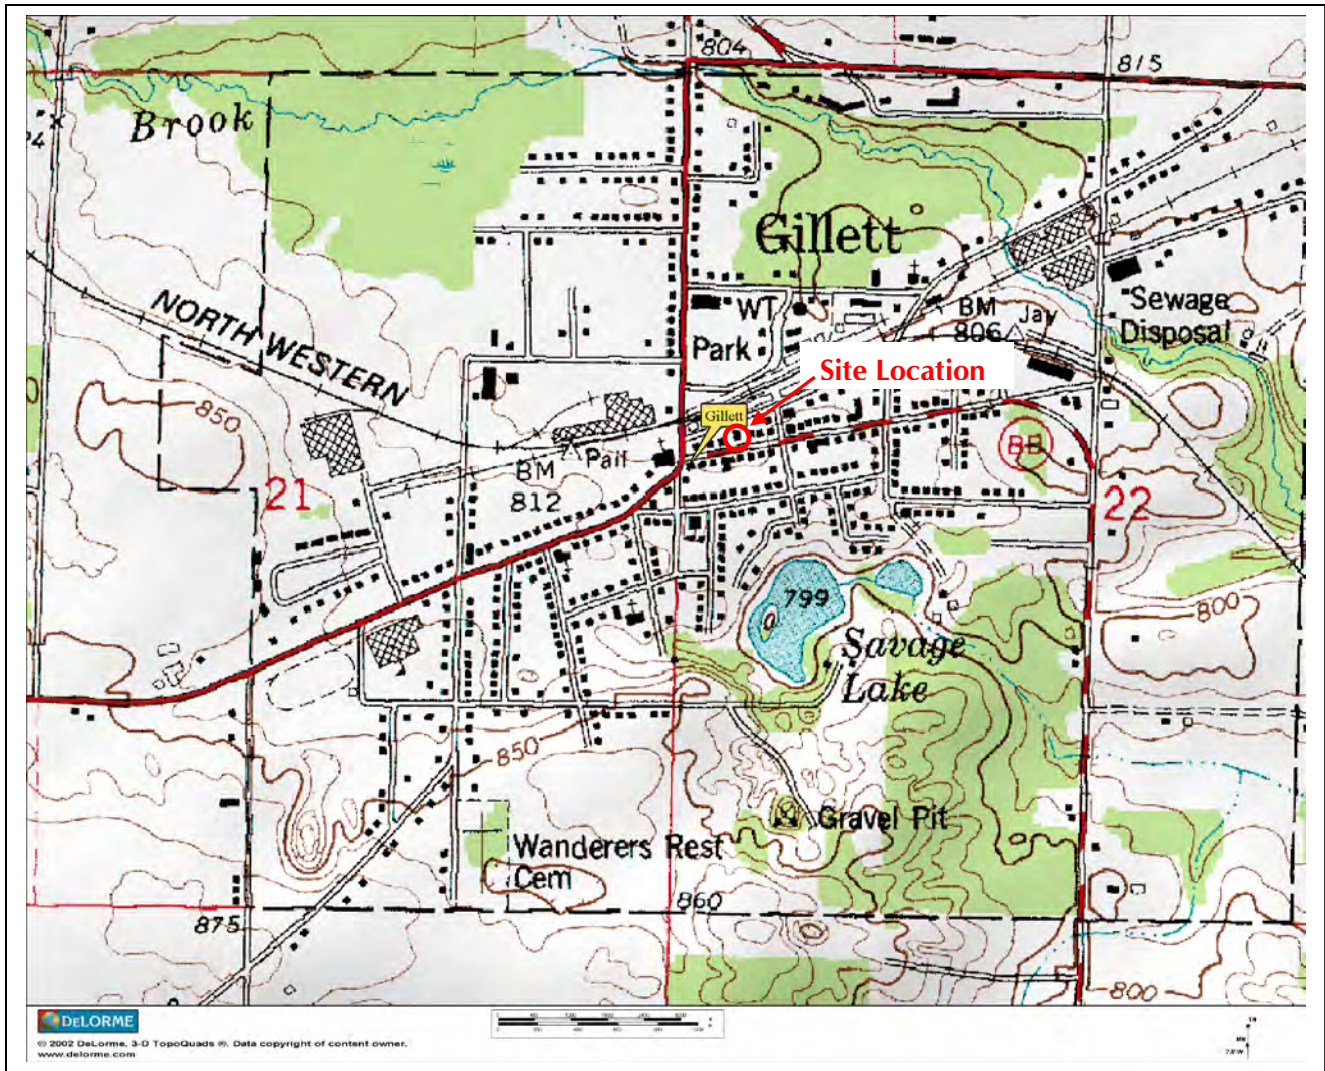 804
815
Brook
Gillett
NORTH WESTERN
WT
BM
806
Jay
Sewage
Disposal
Park
Site Location
850
Gillett
BM
812
BB
21
22
799
800
Savage
Lake
850
Gravel Pit
Wanderers Rest
Cem
860
875
800
DELORME
© 2002 DeLorme. 3-D TopoQuads ®. Data copyright of content owner.
www.delorme.com
TN
MN